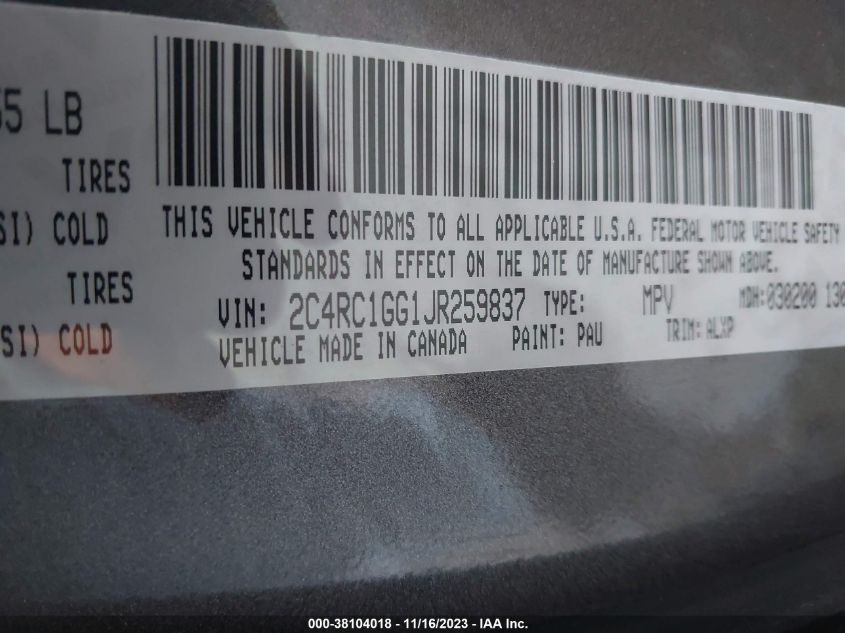 55 LB
TIRES
SI) COLD
TIRES
SI) COLD
THIS VEHICLE CONFORMS TO ALL APPLICABLE U.S.A. FEDERAL MOTOR VEHICLE SAFETY
STANDARDS IN EFFECT ON THE DATE OF MANUFACTURE SHOWN ABOVE.
VIN: 2C4RC1GG1JR259837 TYPE: MPV MDH:030200 130
VEHICLE MADE IN CANADA PAINT: PAU TRIM: ALXP
000-38104018 - 11/16/2023 - IAA Inc.